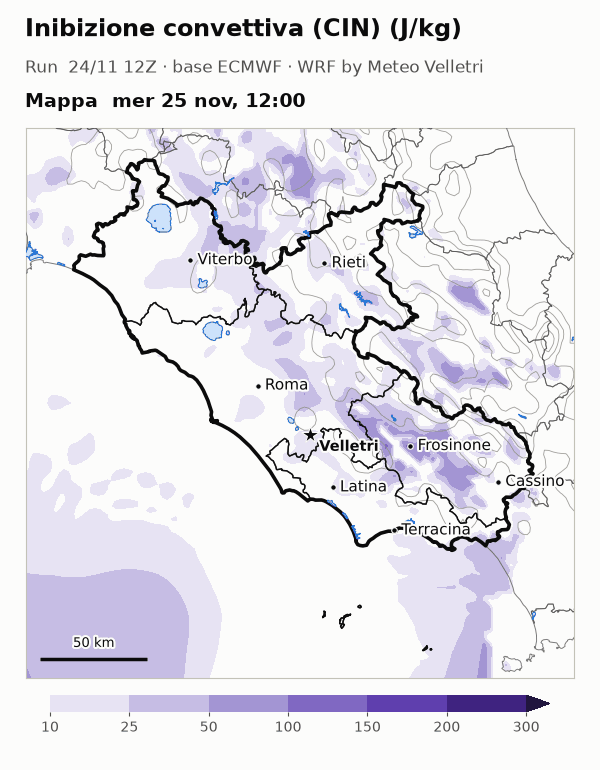 Inibizione convettiva (CIN) (J/kg)
Run  24/11 12Z · base ECMWF · WRF by Meteo Velletri
Mappa  mer 25 nov, 12:00
Viterbo
Rieti
Roma
Velletri
Frosinone
Latina
Cassino
Terracina
50 km
10 25 50 100 150 200 300